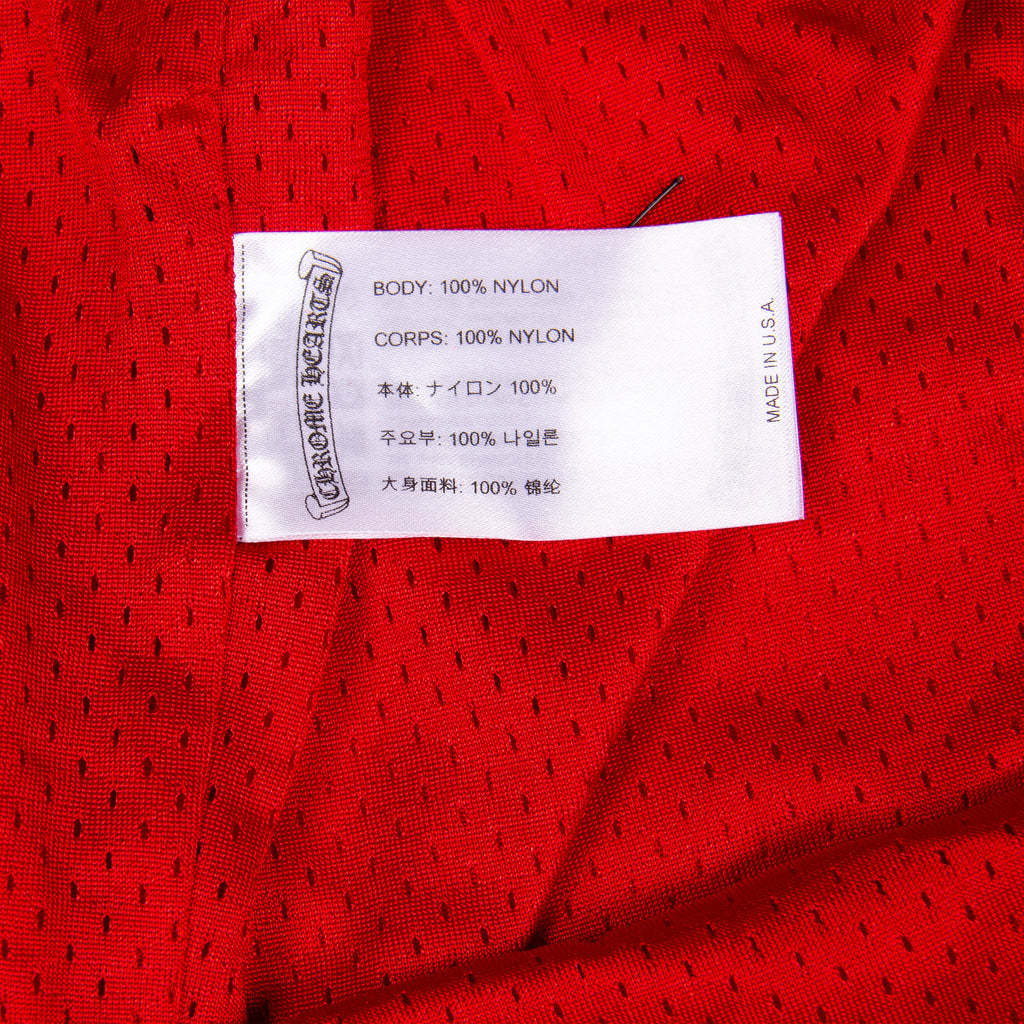 CHROME HEARTS
BODY: 100% NYLON
CORPS: 100% NYLON
本体: ナイロン 100%
주요부: 100% 나일론
大身面料: 100% 锦纶
MADE IN U.S.A.